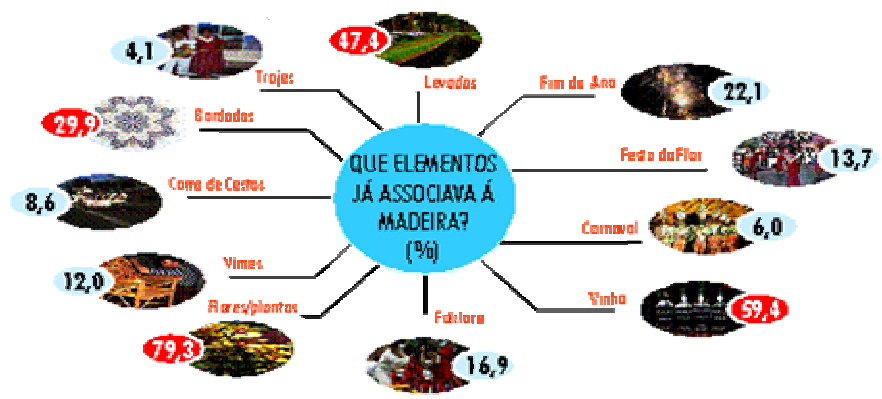 47,4
Levadas
4,1
Trajes
Fim do Ano
22,1
29,9
Bordados
Festa da Flor
13,7
QUE ELEMENTOS
JÁ ASSOCIAVA Á
MADEIRA?
(%)
8,6
Carro de Cestos
Carnaval
6,0
12,0
Vimes
Vinho
59,4
Flores/plantas
79,3
Folklore
16,9